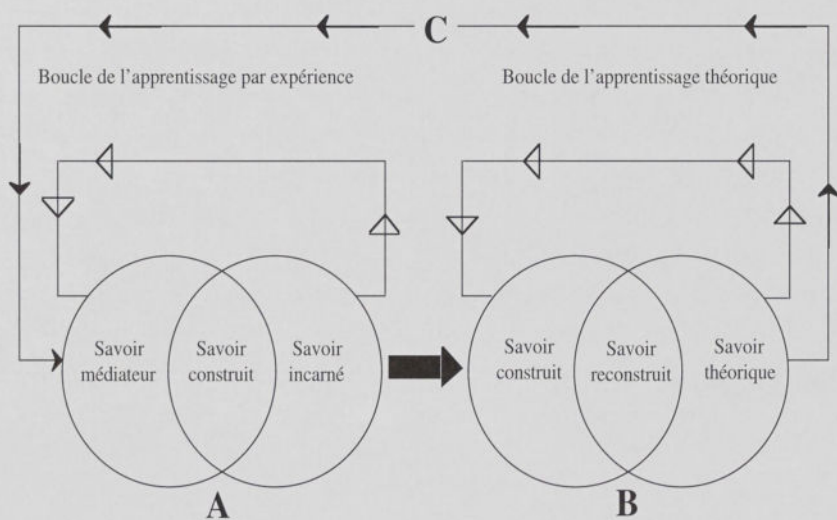 C
Boucle de l'apprentissage par expérience
Boucle de l'apprentissage théorique
Savoir
médiateur
Savoir
construit
Savoir
incarné
Savoir
construit
Savoir
reconstruit
Savoir
théorique
A
B